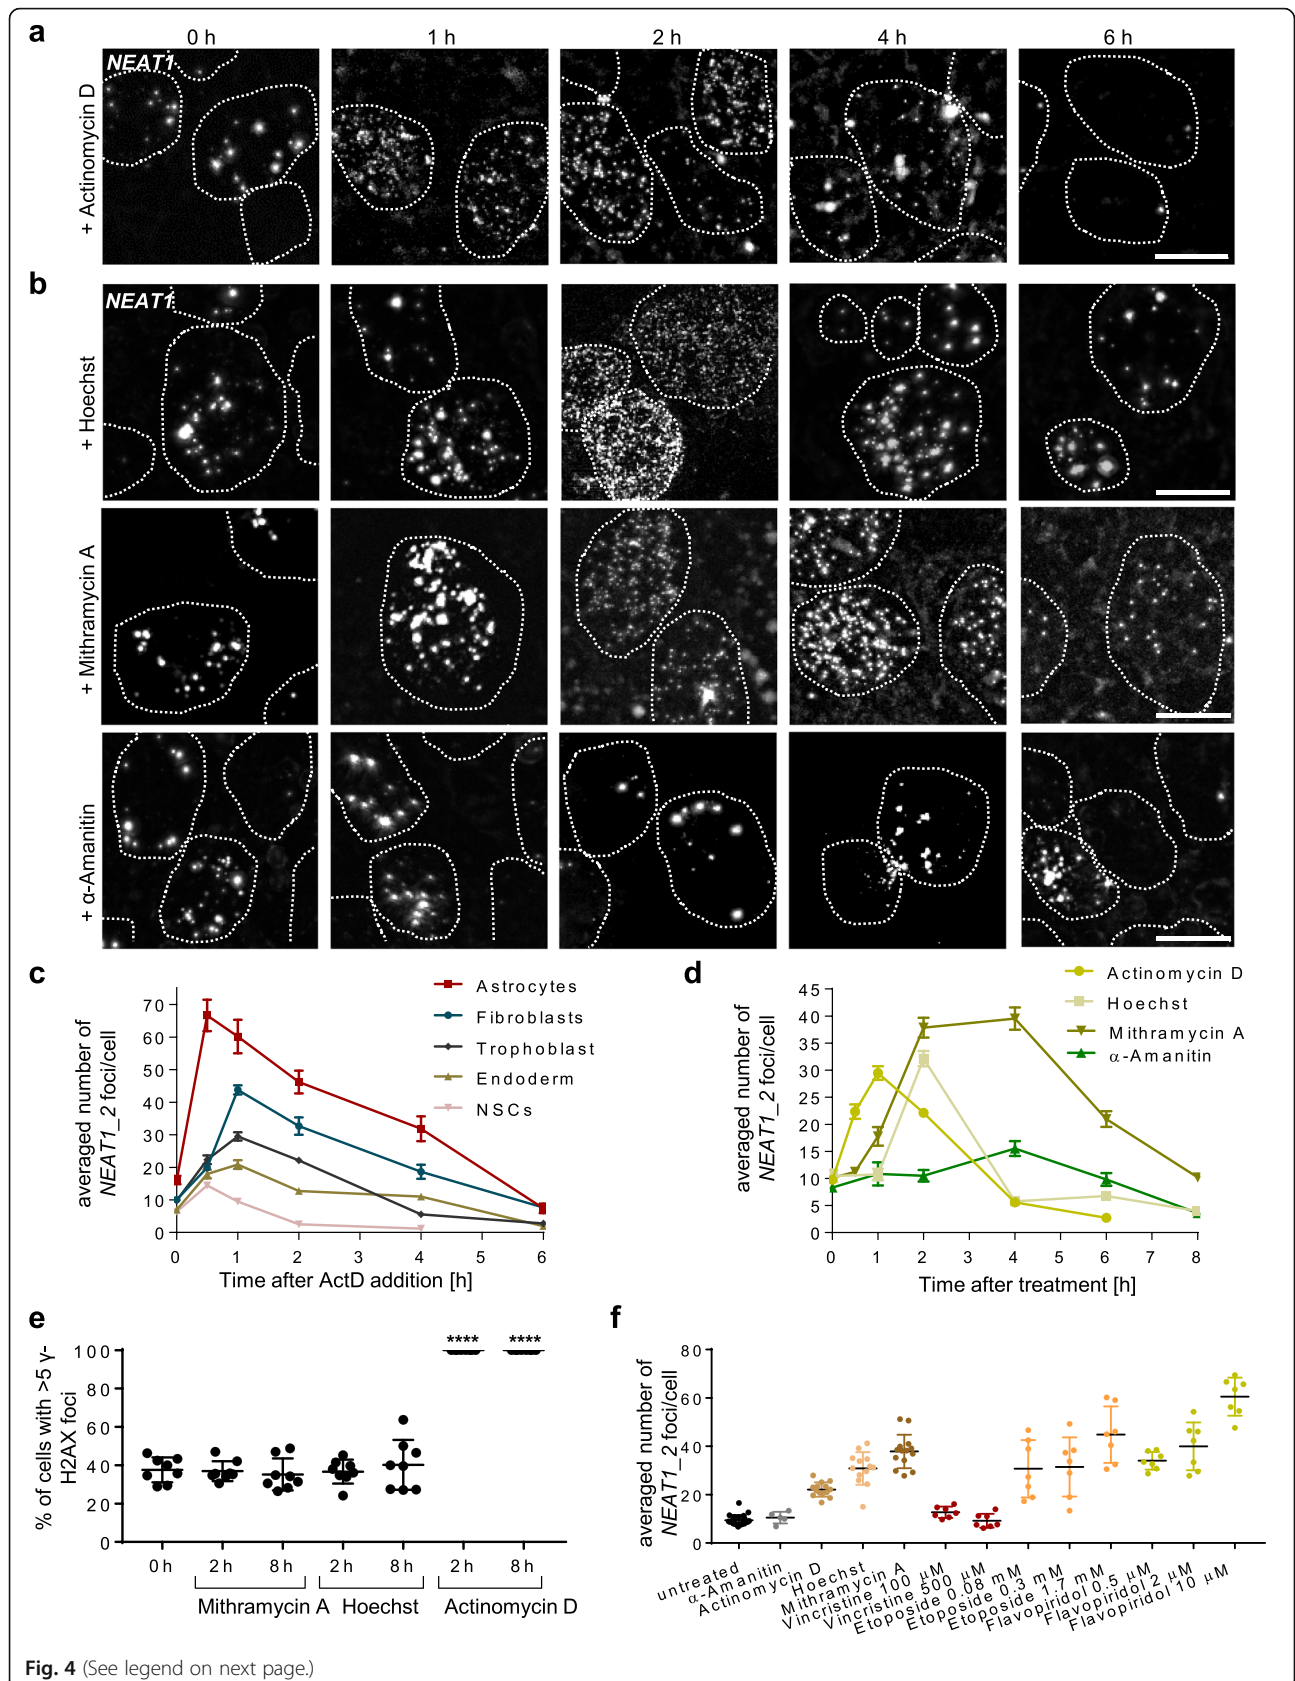 a
0 h
1 h
2 h
4 h
6 h
+ Actinomycin D
NEAT1
b
+ Hoechst
NEAT1
+ Mithramycin A
+ α-Amanitin
c
averaged number of
NEAT1_2 foci/cell
70
60
50
40
30
20
10
0
0 1 2 3 4 5 6
Time after ActD addition [h]
Astrocytes
Fibroblasts
Trophoblast
Endoderm
NSCs
d
averaged number of
NEAT1_2 foci/cell
45
40
35
30
25
20
15
10
5
0
0 1 2 3 4 5 6 7 8
Time after treatment [h]
Actinomycin D
Hoechst
Mithramycin A
α-Amanitin
e
% of cells with >5 γ-
H2AX foci
100
80
60
40
20
0
**** ****
0 h 2 h 8 h 2 h 8 h 2 h 8 h
Mithramycin A Hoechst Actinomycin D
f
averaged number of
NEAT1_2 foci/cell
80
60
40
20
0
untreated
α-Amanitin
Actinomycin D
Hoechst
Mithramycin A
Vincristine 100 µM
Vincristine 500 µM
Etoposide 0.08 mM
Etoposide 0.3 mM
Etoposide 1.7 mM
Flavopiridol 0.5 µM
Flavopiridol 2 µM
Flavopiridol 10 µM
Fig. 4 (See legend on next page.)